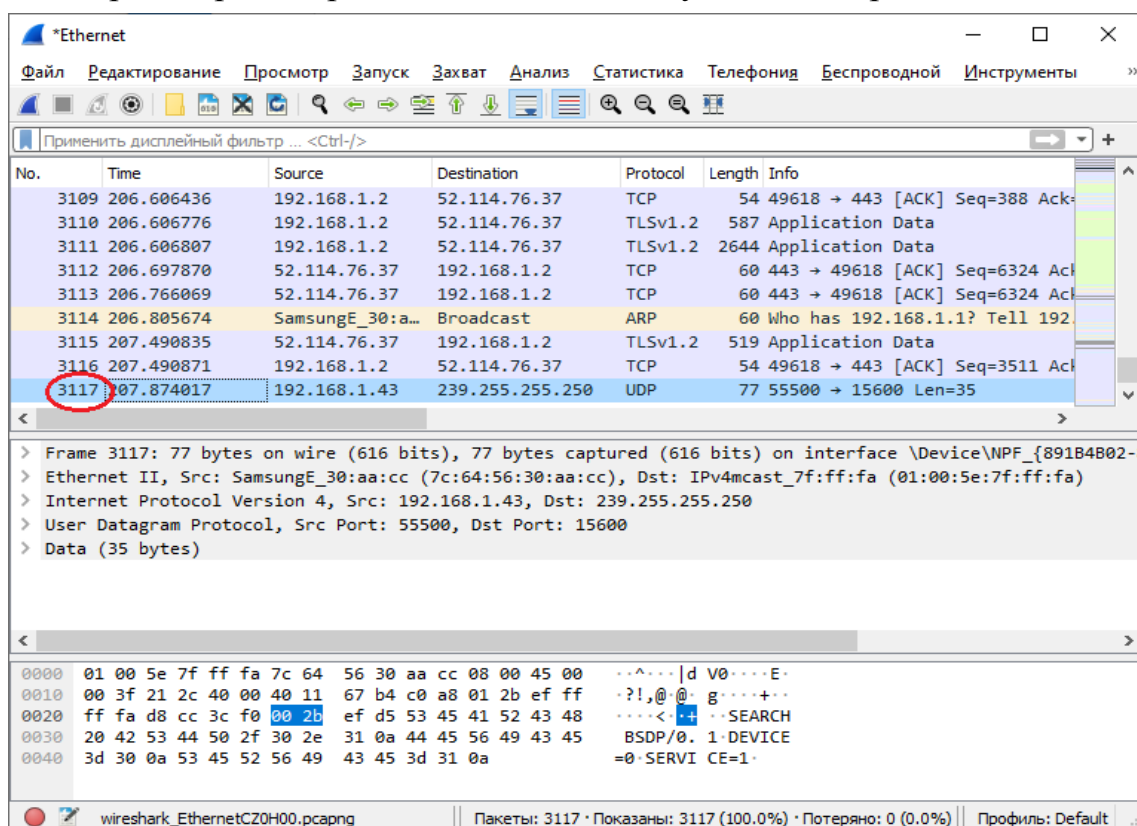 *Ethernet
Файл Редактирование Просмотр Запуск Захват Анализ Статистика Телефония Беспроводной Инструменты »
Применить дисплейный фильтр ... <Ctrl-/>
No. Time Source Destination Protocol Length Info
3109 206.606436 192.168.1.2 52.114.76.37 TCP 54 49618 → 443 [ACK] Seq=388 Ack=
3110 206.606776 192.168.1.2 52.114.76.37 TLSv1.2 587 Application Data
3111 206.606807 192.168.1.2 52.114.76.37 TLSv1.2 2644 Application Data
3112 206.697870 52.114.76.37 192.168.1.2 TCP 60 443 → 49618 [ACK] Seq=6324 Ack
3113 206.766069 52.114.76.37 192.168.1.2 TCP 60 443 → 49618 [ACK] Seq=6324 Ack
3114 206.805674 SamsungE_30:a… Broadcast ARP 60 Who has 192.168.1.1? Tell 192.
3115 207.490835 52.114.76.37 192.168.1.2 TLSv1.2 519 Application Data
3116 207.490871 192.168.1.2 52.114.76.37 TCP 54 49618 → 443 [ACK] Seq=3511 Ack
3117 207.874017 192.168.1.43 239.255.255.250 UDP 77 55500 → 15600 Len=35
> Frame 3117: 77 bytes on wire (616 bits), 77 bytes captured (616 bits) on interface \Device\NPF_{891B4B02-
> Ethernet II, Src: SamsungE_30:aa:cc (7c:64:56:30:aa:cc), Dst: IPv4mcast_7f:ff:fa (01:00:5e:7f:ff:fa)
> Internet Protocol Version 4, Src: 192.168.1.43, Dst: 239.255.255.250
> User Datagram Protocol, Src Port: 55500, Dst Port: 15600
> Data (35 bytes)
0000 01 00 5e 7f ff fa 7c 64 56 30 aa cc 08 00 45 00 ··^···|d V0····E·
0010 00 3f 21 2c 40 00 40 11 67 b4 c0 a8 01 2b ef ff ·?!,@·@· g····+··
0020 ff fa d8 cc 3c f0 00 2b ef d5 53 45 41 52 43 48 ····<··+ ··SEARCH
0030 20 42 53 44 50 2f 30 2e 31 0a 44 45 56 49 43 45 BSDP/0. 1·DEVICE
0040 3d 30 0a 53 45 52 56 49 43 45 3d 31 0a =0·SERVI CE=1·
wireshark_EthernetCZ0H00.pcapng Пакеты: 3117 · Показаны: 3117 (100.0%) · Потеряно: 0 (0.0%) Профиль: Default